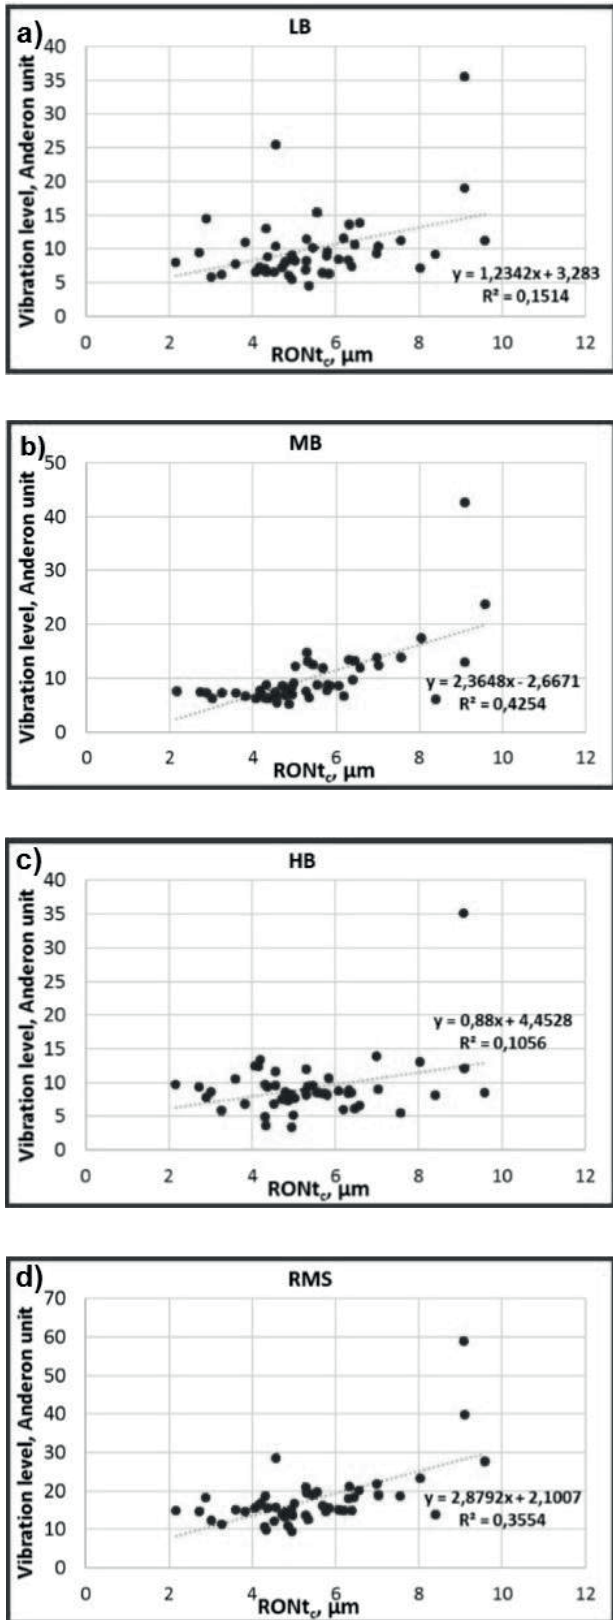 a)
LB
Vibration level, Anderon unit
40
35
30
25
20
15
10
5
0
y = 1,2342x + 3,283
R² = 0,1514
0 2 4 6 8 10 12
RONtc, µm
b)
MB
Vibration level, Anderon unit
50
40
30
20
10
0
y = 2,3648x - 2,6671
R² = 0,4254
0 2 4 6 8 10 12
RONtc, µm
c)
HB
Vibration level, Anderon unit
40
35
30
25
20
15
10
5
0
y = 0,88x + 4,4528
R² = 0,1056
0 2 4 6 8 10 12
RONtc, µm
d)
RMS
Vibration level, Anderon unit
70
60
50
40
30
20
10
0
y = 2,8792x + 2,1007
R² = 0,3554
0 2 4 6 8 10 12
RONtc, µm